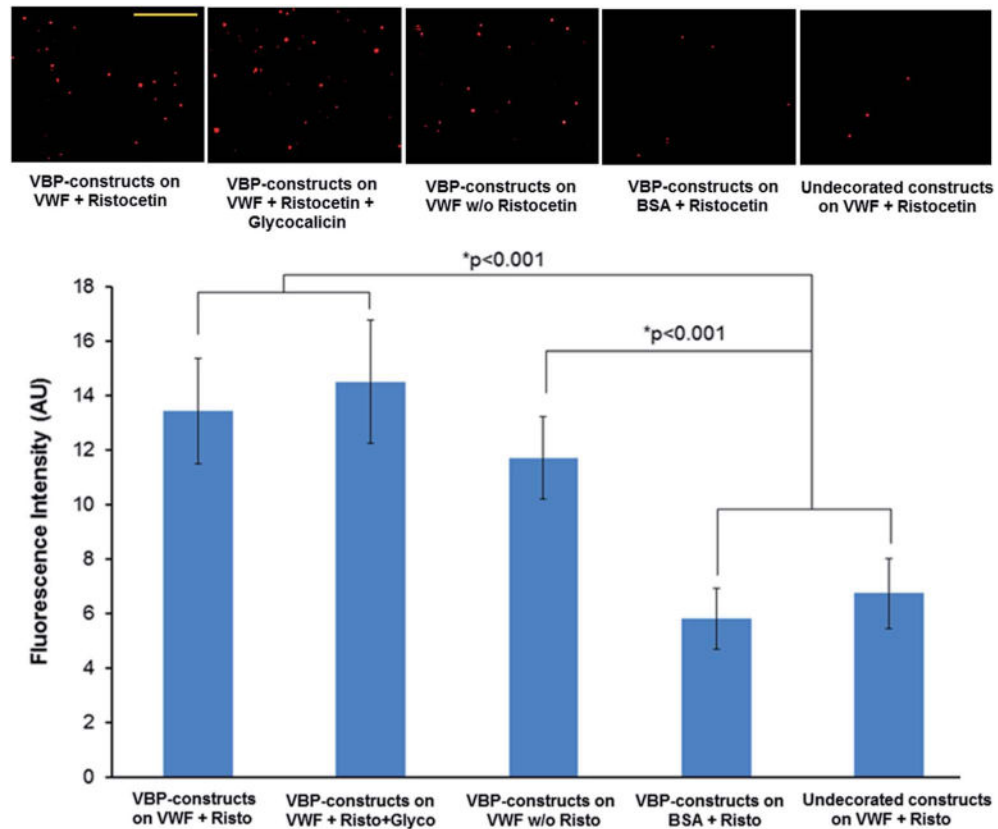 VBP-constructs on
VWF + Ristocetin
VBP-constructs on
VWF + Ristocetin +
Glycocalicin
VBP-constructs on
VWF w/o Ristocetin
VBP-constructs on
BSA + Ristocetin
Undecorated constructs
on VWF + Ristocetin
*p<0.001
*p<0.001
Fluorescence Intensity (AU)
18
16
14
12
10
8
6
4
2
0
VBP-constructs
on VWF + Risto
VBP-constructs on
VWF + Risto+Glyco
VBP-constructs on
VWF w/o Risto
VBP-constructs on
BSA + Risto
Undecorated constructs
on VWF + Risto